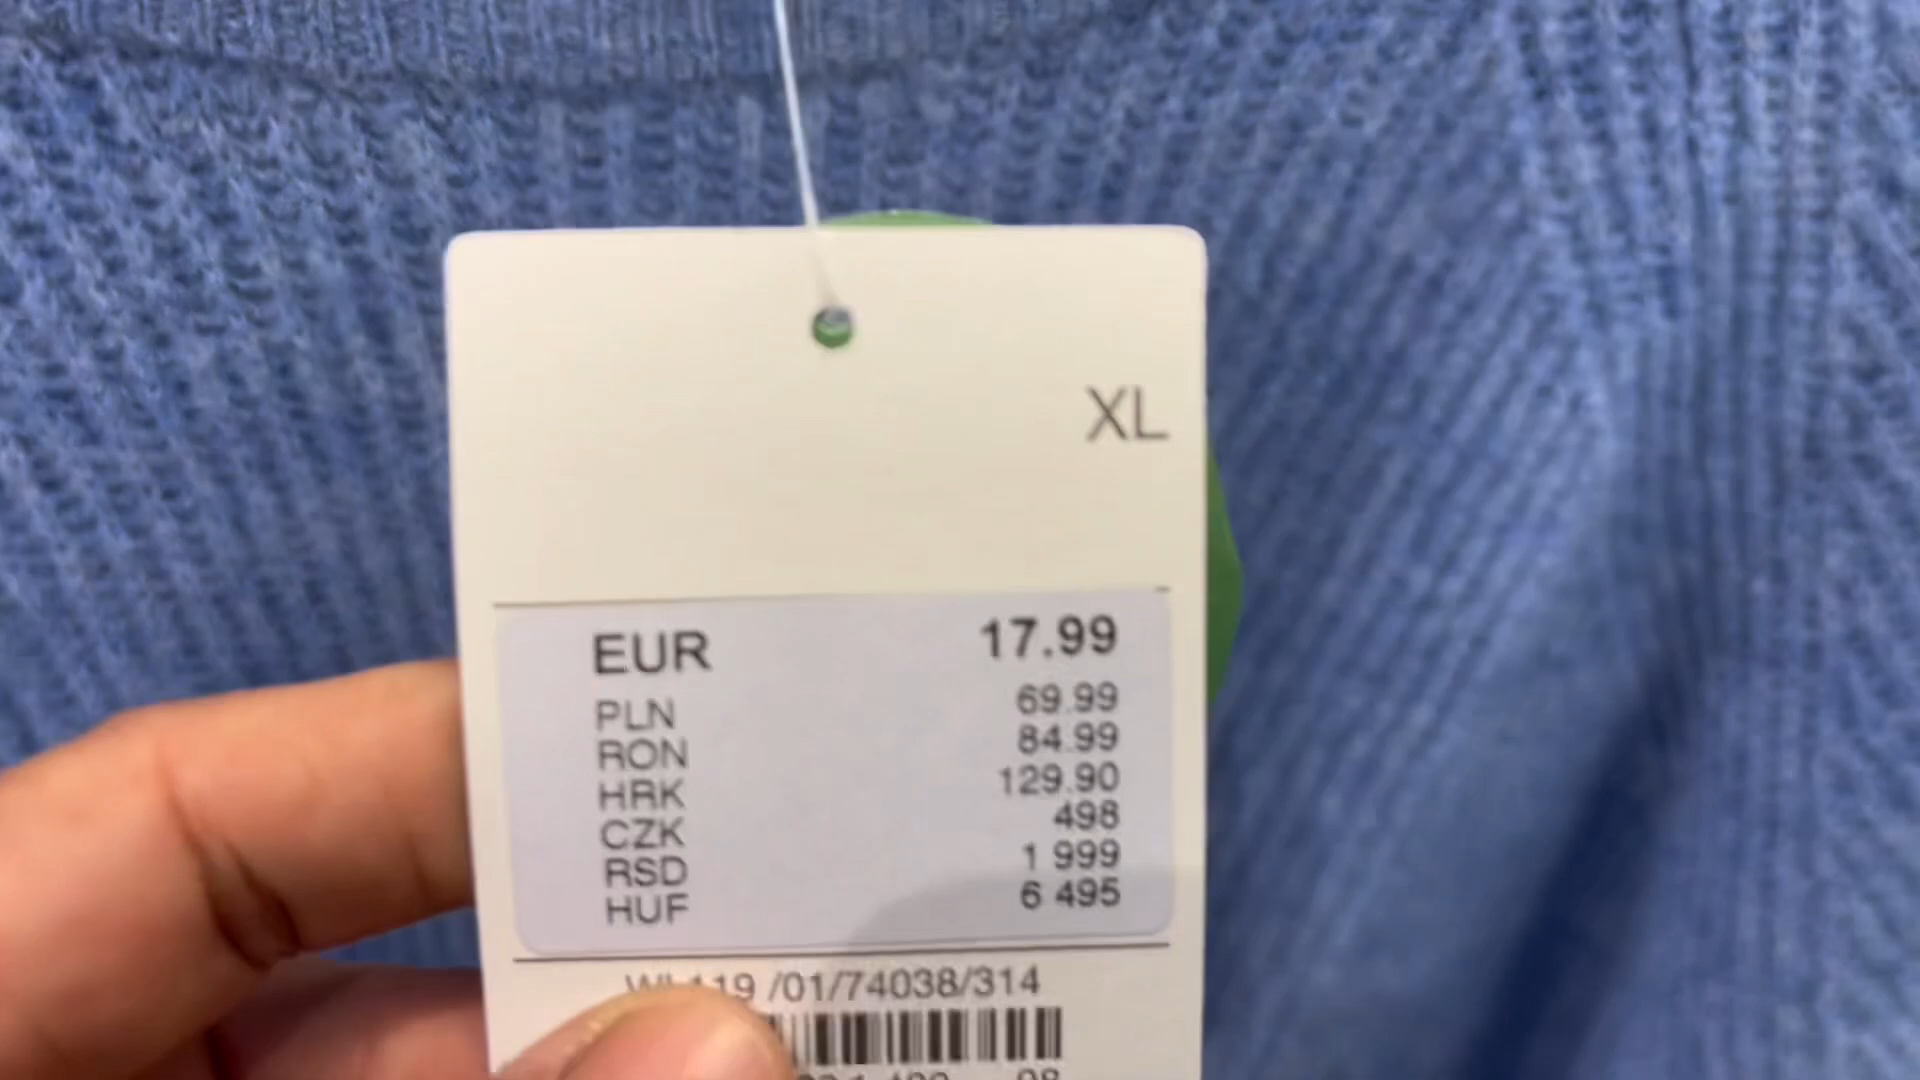 XL
EUR 17.99
PLN 69.99
RON 84.99
HRK 129.90
CZK 498
RSD 1 999
HUF 6 495
119 /01/74038/314